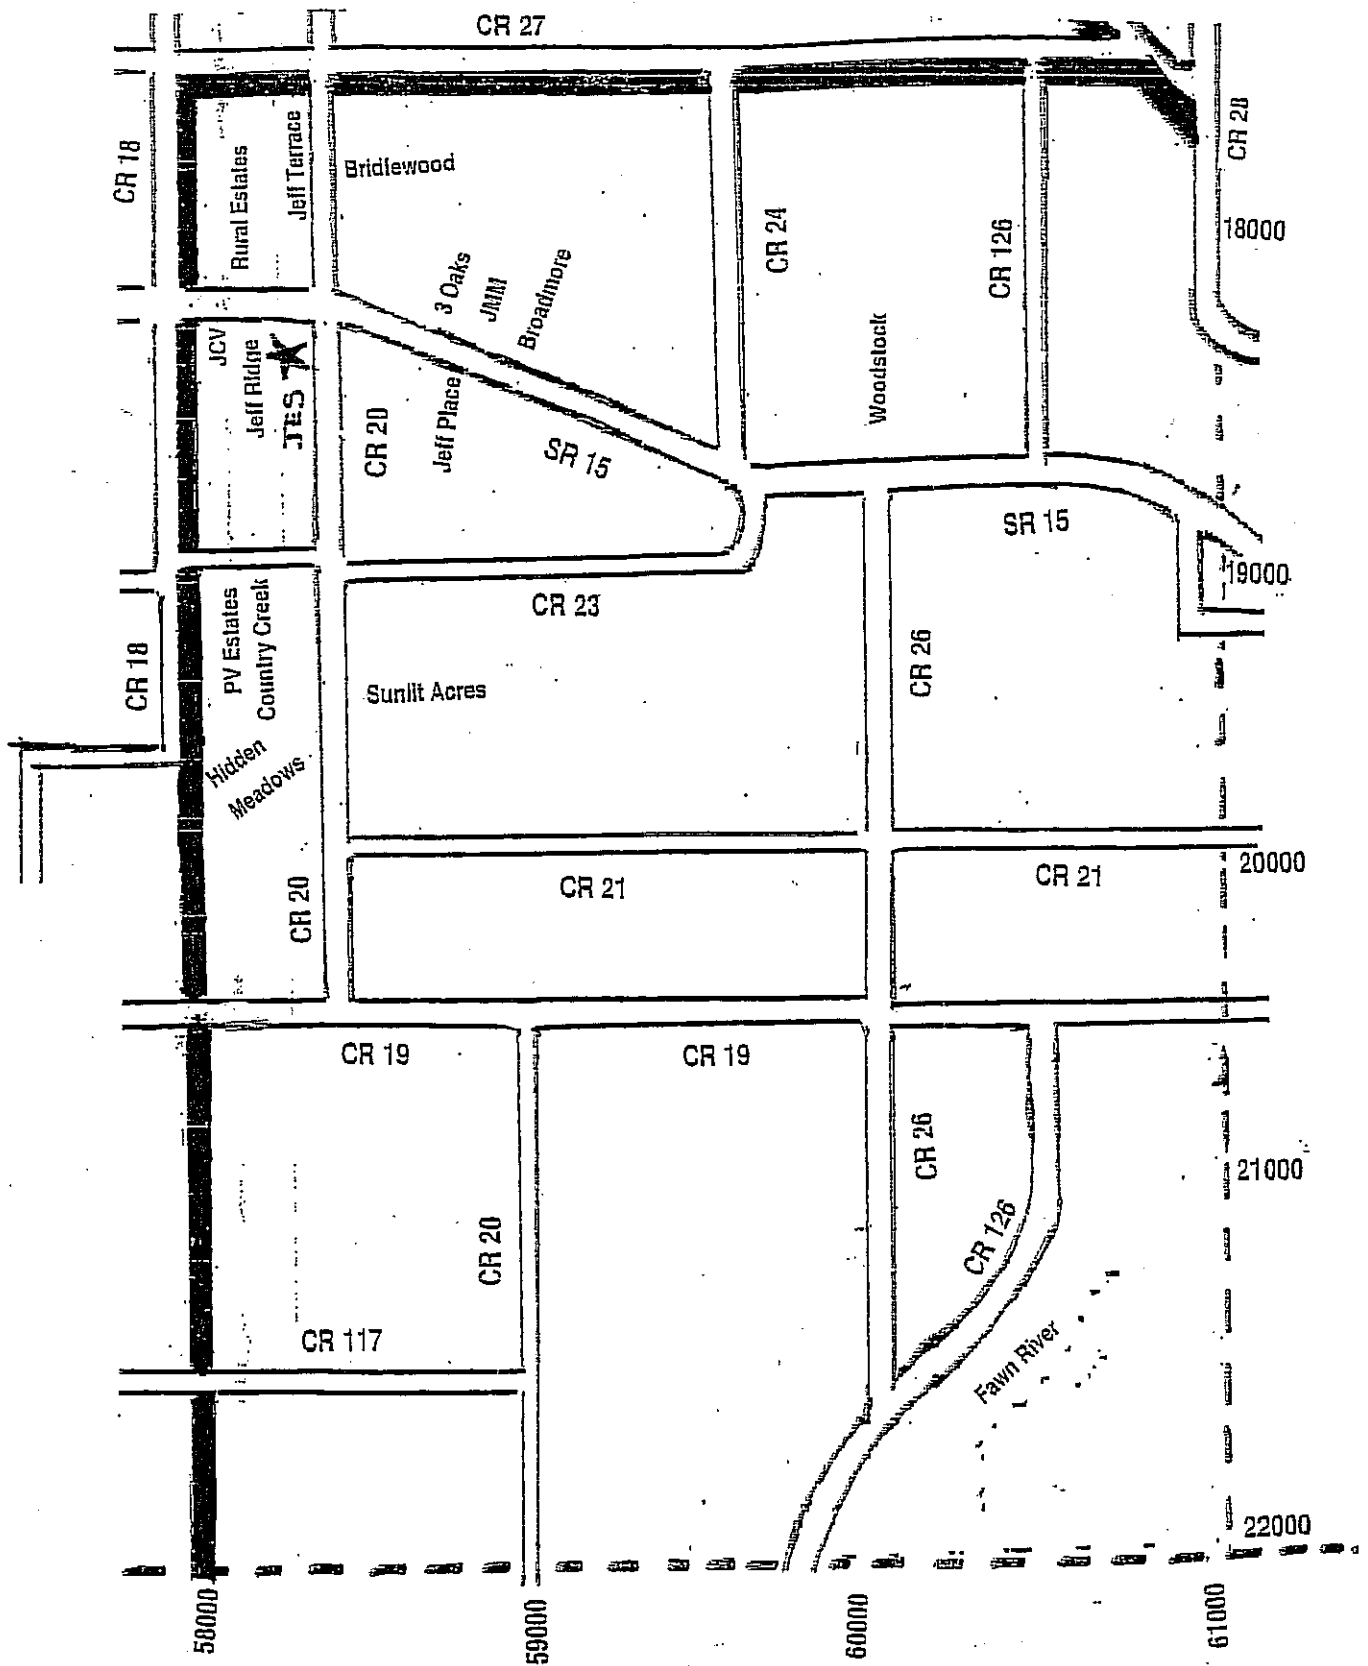 CR 27
CR 18
Rural Estates
Jeff Terrace
Bridlewood
3 Oaks
JMM
Broadmore
CR 24
CR 126
CR 28
18000
JCV
Jeff Ridge
JES
CR 20
Jeff Place
SR 15
Woodstock
SR 15
19000
CR 18
PV Estates
Country Creek
CR 23
CR 26
Sunlit Acres
Hidden
Meadows
CR 20
CR 21
CR 21
20000
CR 19
CR 19
CR 26
21000
CR 20
CR 126
CR 117
Fawn River
22000
58000
59000
60000
61000